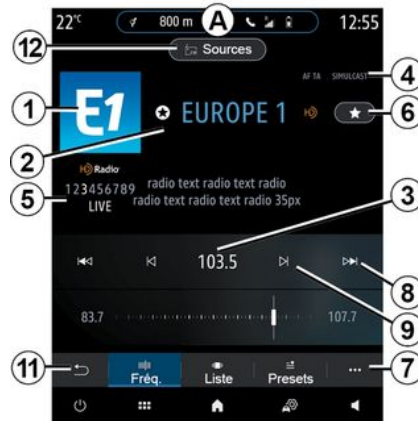 22°C 800 m A 12:55
12 Sources
AF TA SIMULCAST 4
1 E1 EUROPE 1 HD 6
2
HD Radio
5 123456789 radio text radio text radio
LIVE radio text radio text radio 35px
3
103.5
8
83.7 107.7
9
11 Fréq. Liste Presets ... 7